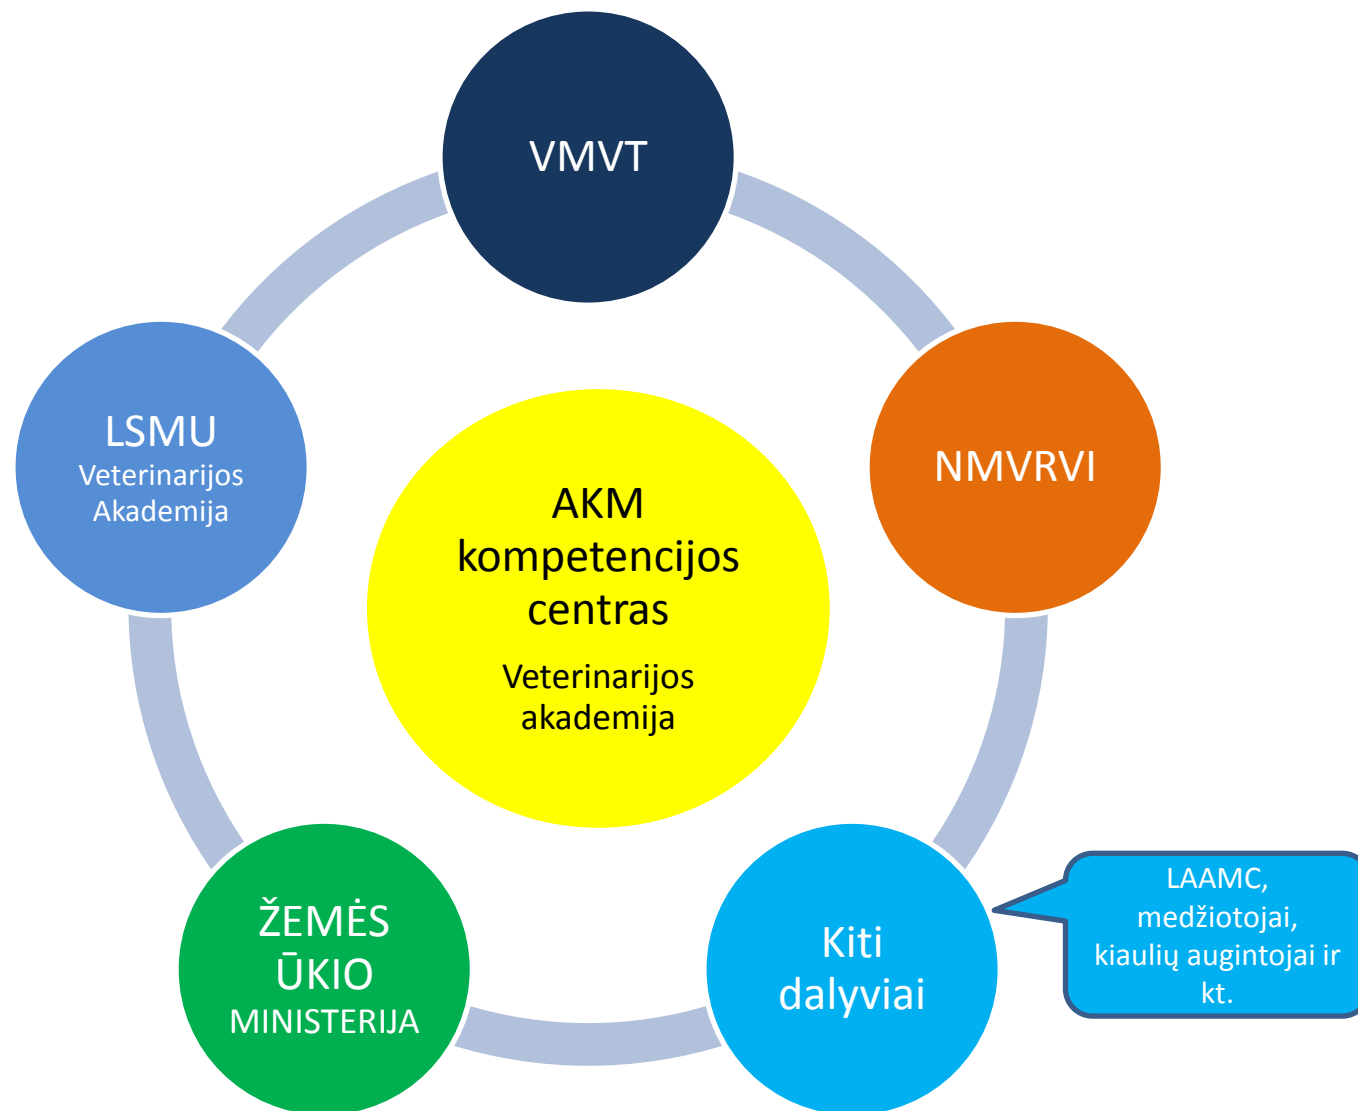 VMVT
LSMU
Veterinarijos
Akademija
NMVRVI
AKM
kompetencijos
centras
Veterinarijos
akademija
ŽEMĖS
ŪKIO
MINISTERIJA
Kiti
dalyviai
LAAMC,
medžiotojai,
kiaulių augintojai ir
kt.